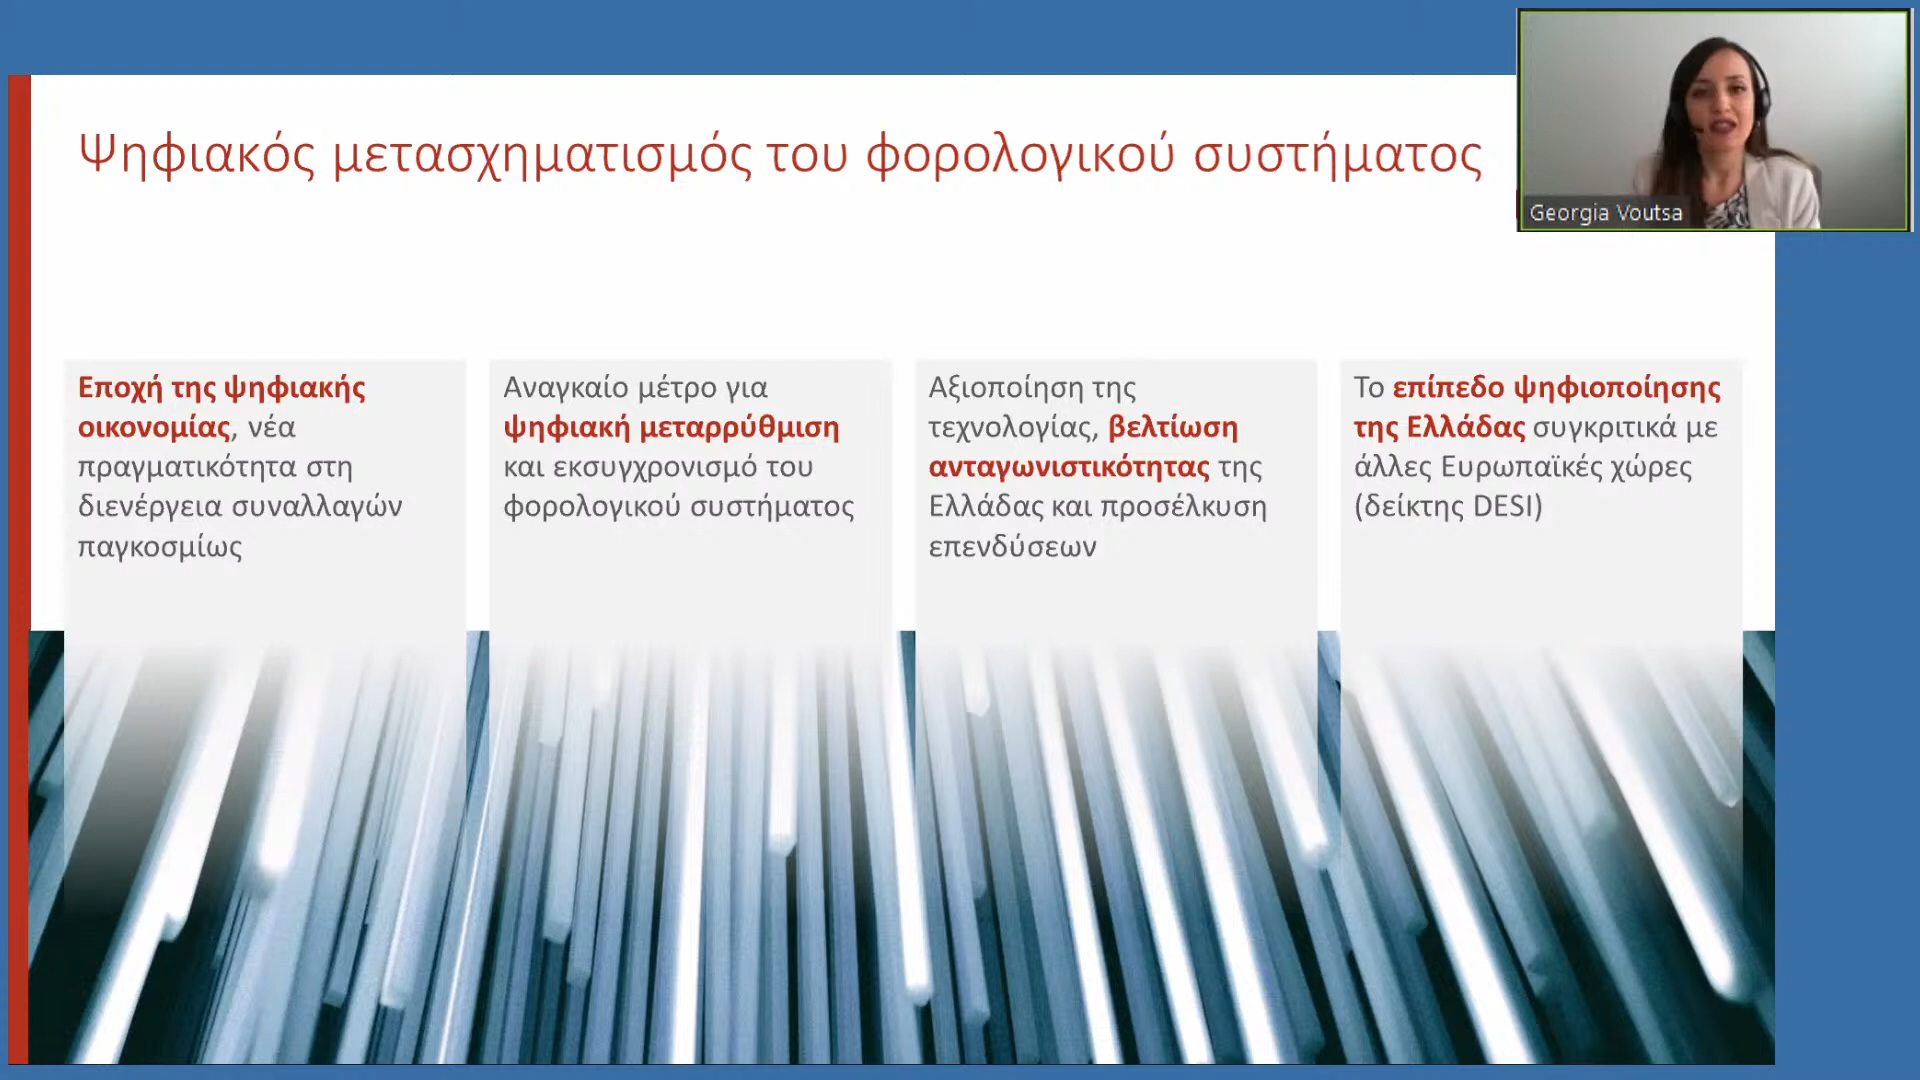 Ψηφιακός μετασχηματισμός του φορολογικού συστήματος
Georgia Voutsa
Εποχή της ψηφιακής
οικονομίας, νέα
πραγματικότητα στη
διενέργεια συναλλαγών
παγκοσμίως
Αναγκαίο μέτρο για
ψηφιακή μεταρρύθμιση
και εκσυγχρονισμό του
φορολογικού συστήματος
Αξιοποίηση της
τεχνολογίας, βελτίωση
ανταγωνιστικότητας της
Ελλάδας και προσέλκυση
επενδύσεων
Το επίπεδο ψηφιοποίησης
της Ελλάδας συγκριτικά με
άλλες Ευρωπαϊκές χώρες
(δείκτης DESI)